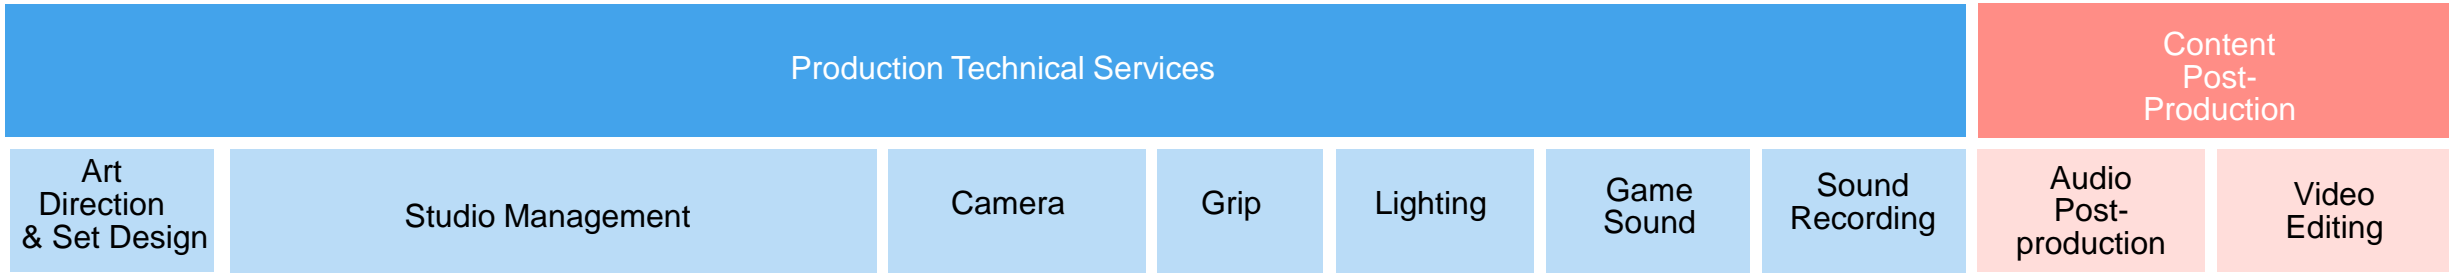 Production Technical Services
Content
Post-
Production
Art
Direction
& Set Design
Studio Management
Camera
Grip
Lighting
Game
Sound
Sound
Recording
Audio
Post-
production
Video
Editing